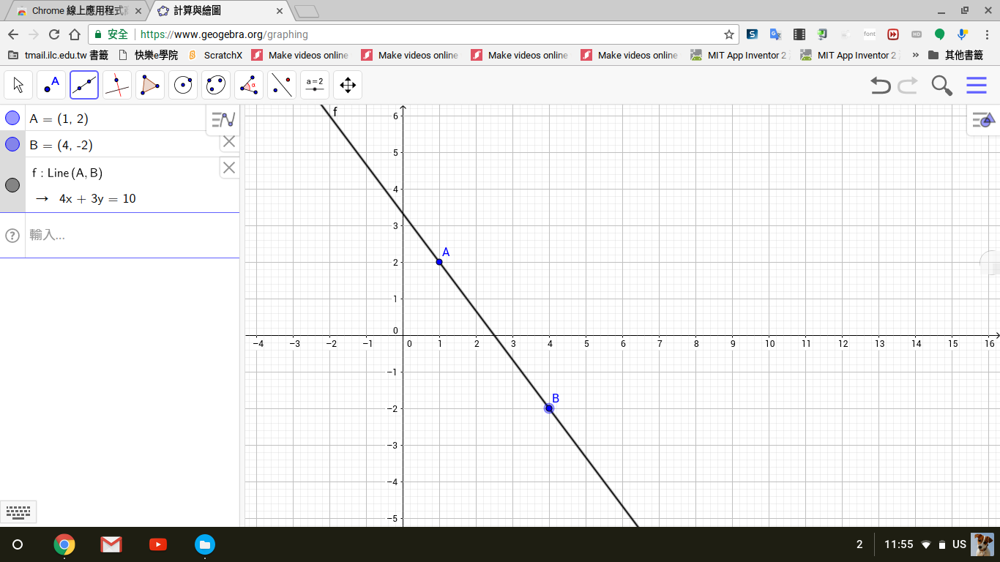 Chrome 線上應用程式商
計算與繪圖
安全 https://www.geogebra.org/graphing
font HD
tmail.ilc.edu.tw 書籤 快樂e學院 ScratchX Make videos online Make videos online Make videos online Make videos online MIT App Inventor 2 MIT App Inventor 2 » 其他書籤
A α a=2
A = (1, 2)
B = (4, -2)
f : Line (A, B)
→ 4x + 3y = 10
輸入...
f
6
5
4
3
A
2
1
0
−4 −3 −2 −1 0 1 2 3 4 5 6 7 8 9 10 11 12 13 14 15 16
−1
B
−2
−3
−4
−5
2 11:55 US